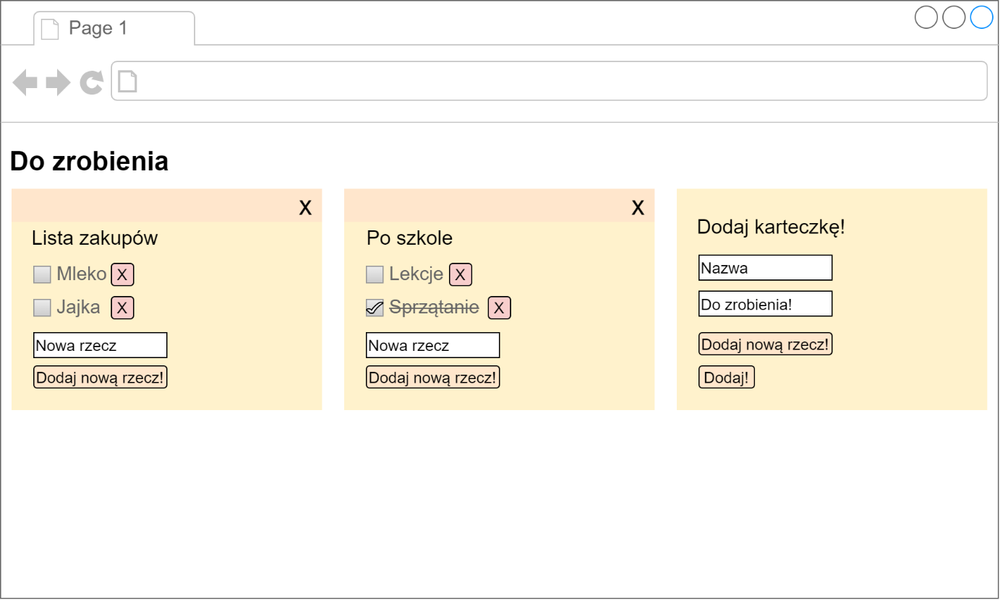 Page 1
Do zrobienia
X
Lista zakupów
Mleko X
Jajka X
Nowa rzecz
Dodaj nową rzecz!
X
Po szkole
Lekcje X
Sprzątanie X
Nowa rzecz
Dodaj nową rzecz!
Dodaj karteczkę!
Nazwa
Do zrobienia!
Dodaj nową rzecz!
Dodaj!